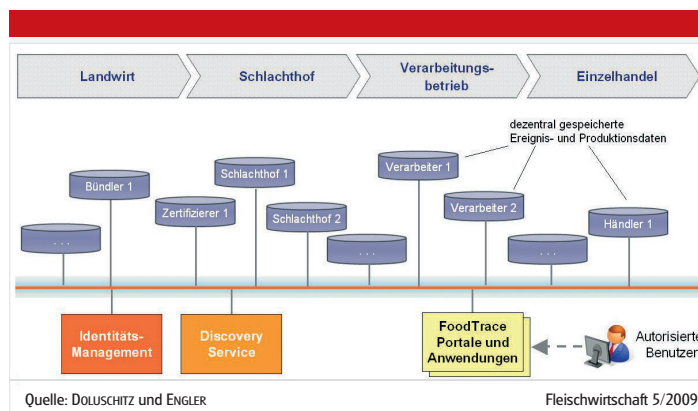 Landwirt
Schlachthof
Verarbeitungs-
betrieb
Einzelhandel
dezentral gespeicherte
Ereignis- und Produktionsdaten
Schlachthof 1
Verarbeiter 1
Bündler 1
Zertifizierer 1
Schlachthof 2
Verarbeiter 2
Händler 1
. . .
. . .
. . .
Identitäts-
Management
Discovery
Service
FoodTrace
Portale und
Anwendungen
Autorisierte
Benutzer
Quelle: DOLUSCHITZ und ENGLER
Fleischwirtschaft 5/2009